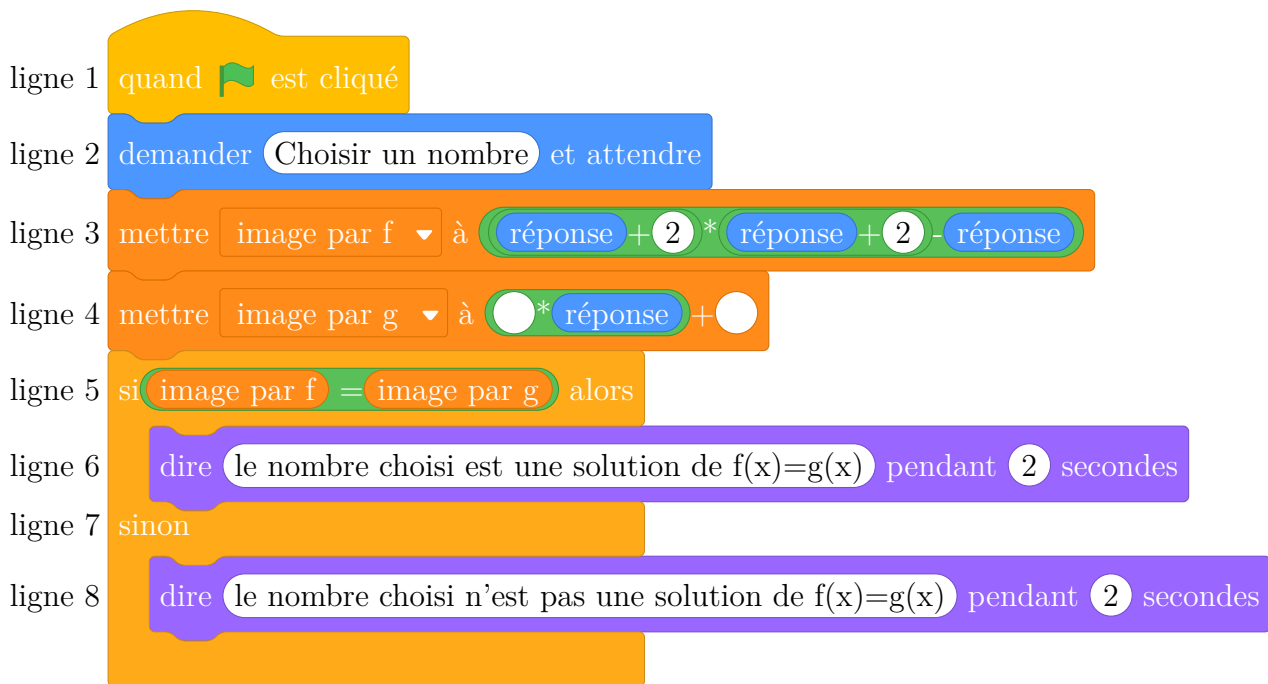 ligne 1 quand est cliqué
ligne 2 demander Choisir un nombre et attendre
ligne 3 mettre image par f à réponse + 2 * réponse + 2 - réponse
ligne 4 mettre image par g à * réponse +
ligne 5 si image par f = image par g alors
ligne 6 dire le nombre choisi est une solution de f(x)=g(x) pendant 2 secondes
ligne 7 sinon
ligne 8 dire le nombre choisi n'est pas une solution de f(x)=g(x) pendant 2 secondes